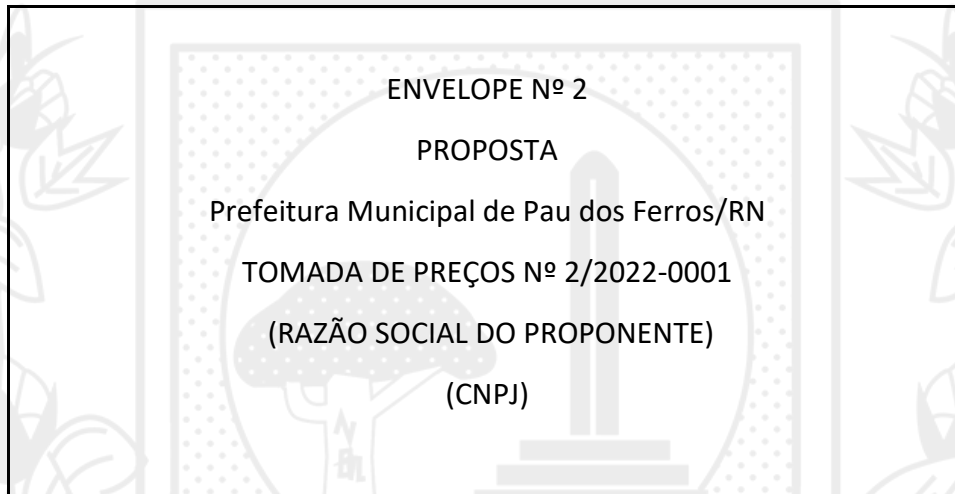 ENVELOPE Nº 2
PROPOSTA
Prefeitura Municipal de Pau dos Ferros/RN
TOMADA DE PREÇOS Nº 2/2022-0001
(RAZÃO SOCIAL DO PROPONENTE)
(CNPJ)